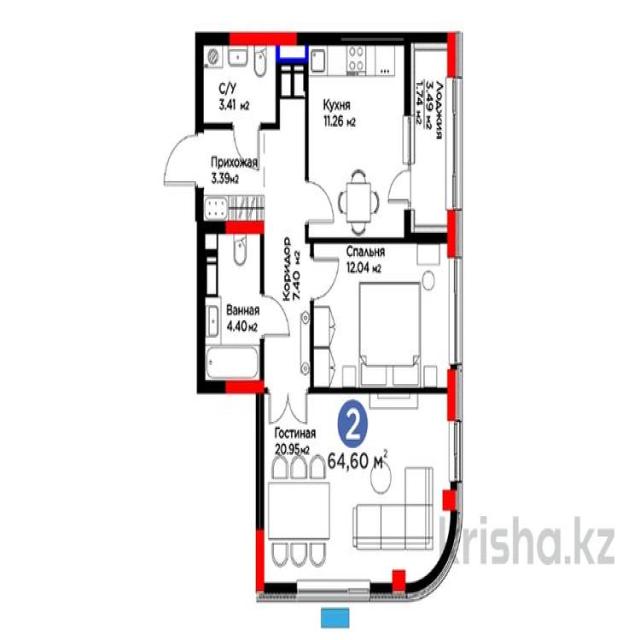 С/У
3.41 м2
Кухня
11.26 м2
Лоджия
3.49 м2
1.74 м2
Прихожая
3.39м2
Коридор
7.40 м2
Спальня
12.04 м2
Ванная
4.40 м2
Гостиная
20.95м2
2
64,60 м2
krisha.kz